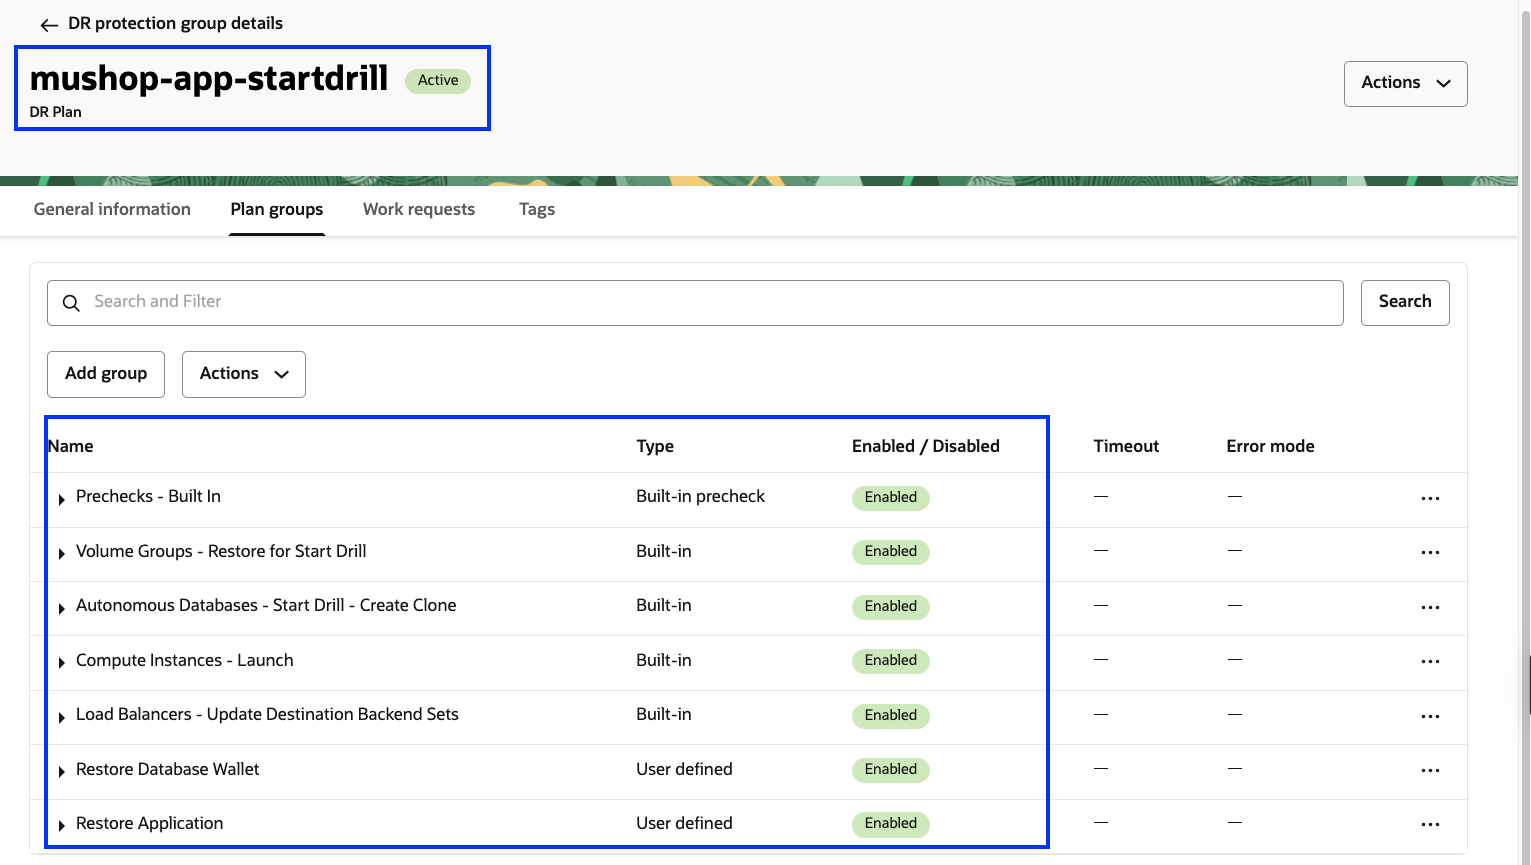 DR protection group details
mushop-app-startdrill Active
DR Plan
Actions
General information Plan groups Work requests Tags
Search and Filter
Search
Add group Actions
Name Type Enabled / Disabled Timeout Error mode
Prechecks - Built In Built-in precheck Enabled — — ...
Volume Groups - Restore for Start Drill Built-in Enabled — — ...
Autonomous Databases - Start Drill - Create Clone Built-in Enabled — — ...
Compute Instances - Launch Built-in Enabled — — ...
Load Balancers - Update Destination Backend Sets Built-in Enabled — — ...
Restore Database Wallet User defined Enabled — — ...
Restore Application User defined Enabled — — ...